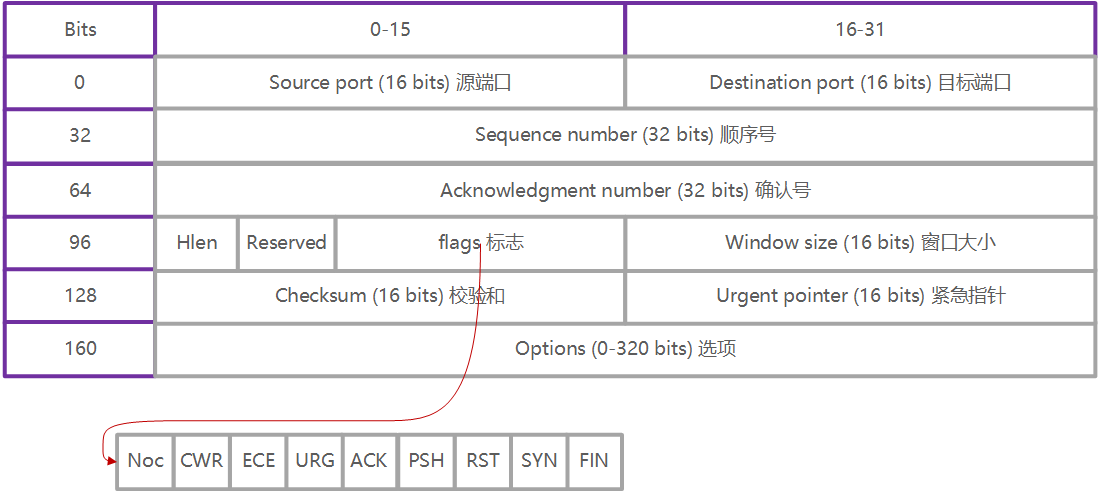 Bits 0-15 16-31
0 Source port (16 bits) 源端口 Destination port (16 bits) 目标端口
32 Sequence number (32 bits) 顺序号
64 Acknowledgment number (32 bits) 确认号
96 Hlen Reserved flags 标志 Window size (16 bits) 窗口大小
128 Checksum (16 bits) 校验和 Urgent pointer (16 bits) 紧急指针
160 Options (0-320 bits) 选项
Noc CWR ECE URG ACK PSH RST SYN FIN